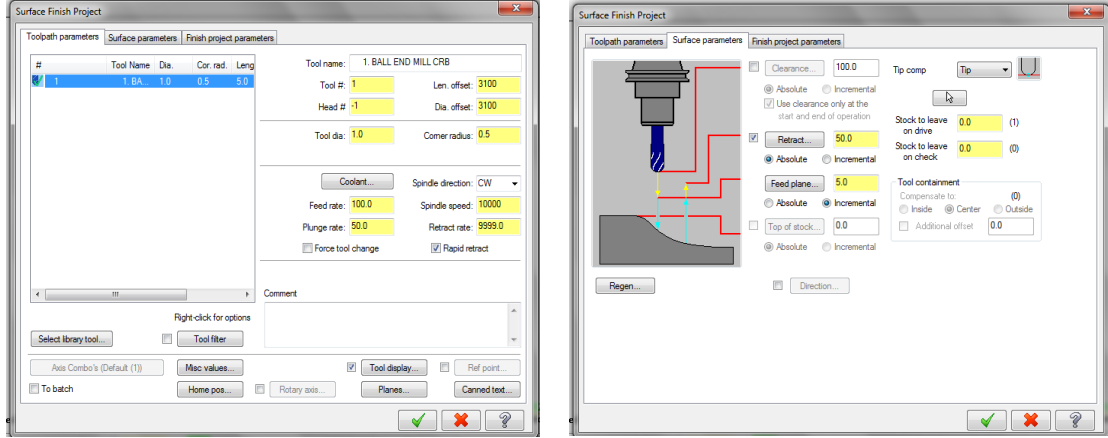 Surface Finish Project
Toolpath parameters Surface parameters Finish project parameters
# Tool Name Dia. Cor. rad. Leng
1 1. BA... 1.0 0.5 5.0
Tool name: 1. BALL END MILL CRB
Tool #: 1 Len. offset: 3100
Head # -1 Dia. offset: 3100
Tool dia: 1.0 Corner radius: 0.5
Coolant... Spindle direction: CW
Feed rate: 100.0 Spindle speed: 10000
Plunge rate: 50.0 Retract rate: 9999.0
Force tool change Rapid retract
Comment
Right-click for options
Select library tool... Tool filter
Axis Combo's (Default (1)) Misc values... Tool display... Ref point...
To batch Home pos... Rotary axis... Planes... Canned text...
Surface Finish Project
Toolpath parameters Surface parameters Finish project parameters
Clearance... 100.0
Absolute Incremental
Use clearance only at the
start and end of operation
Retract... 50.0
Absolute Incremental
Feed plane... 5.0
Absolute Incremental
Top of stock... 0.0
Absolute Incremental
Tip comp Tip
Stock to leave
on drive 0.0 (1)
Stock to leave
on check 0.0 (0)
Tool containment
Compensate to: (0)
Inside Center Outside
Additional offset 0.0
Regen... Direction...